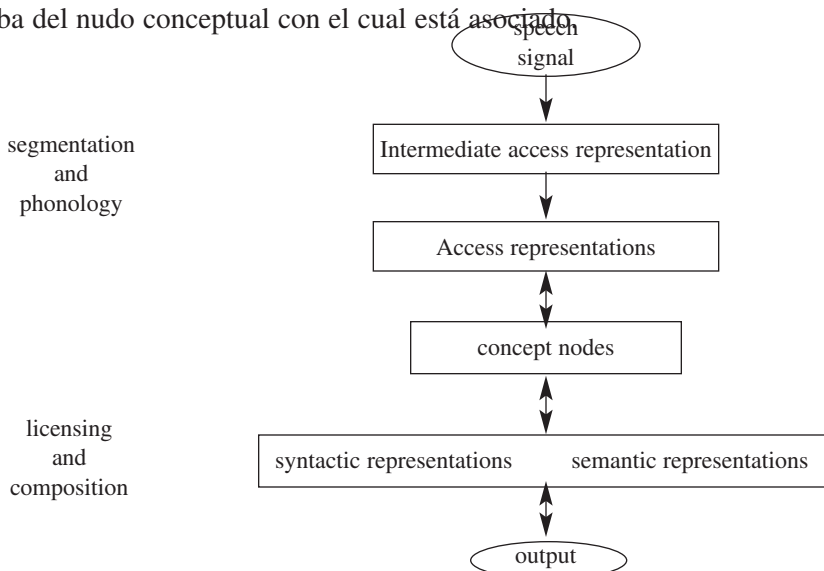 ba del nudo conceptual con el cual está asociado.
speech
signal
Intermediate access representation
segmentation
and
phonology
Access representations
concept nodes
licensing
and
composition
syntactic representations semantic representations
output